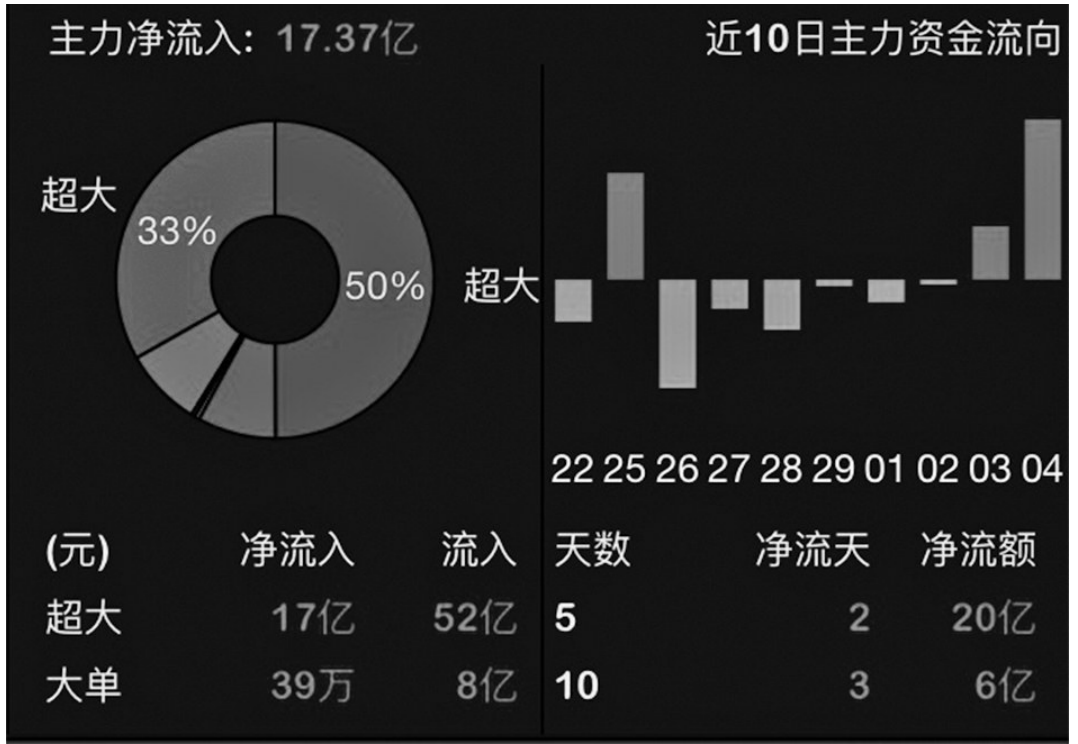 主力净流入: 17.37亿
近10日主力资金流向
超大
33%
50%
超大
22 25 26 27 28 29 01 02 03 04
(元) 净流入 流入
超大 17亿 52亿
大单 39万 8亿
天数 净流天 净流额
5 2 20亿
10 3 6亿